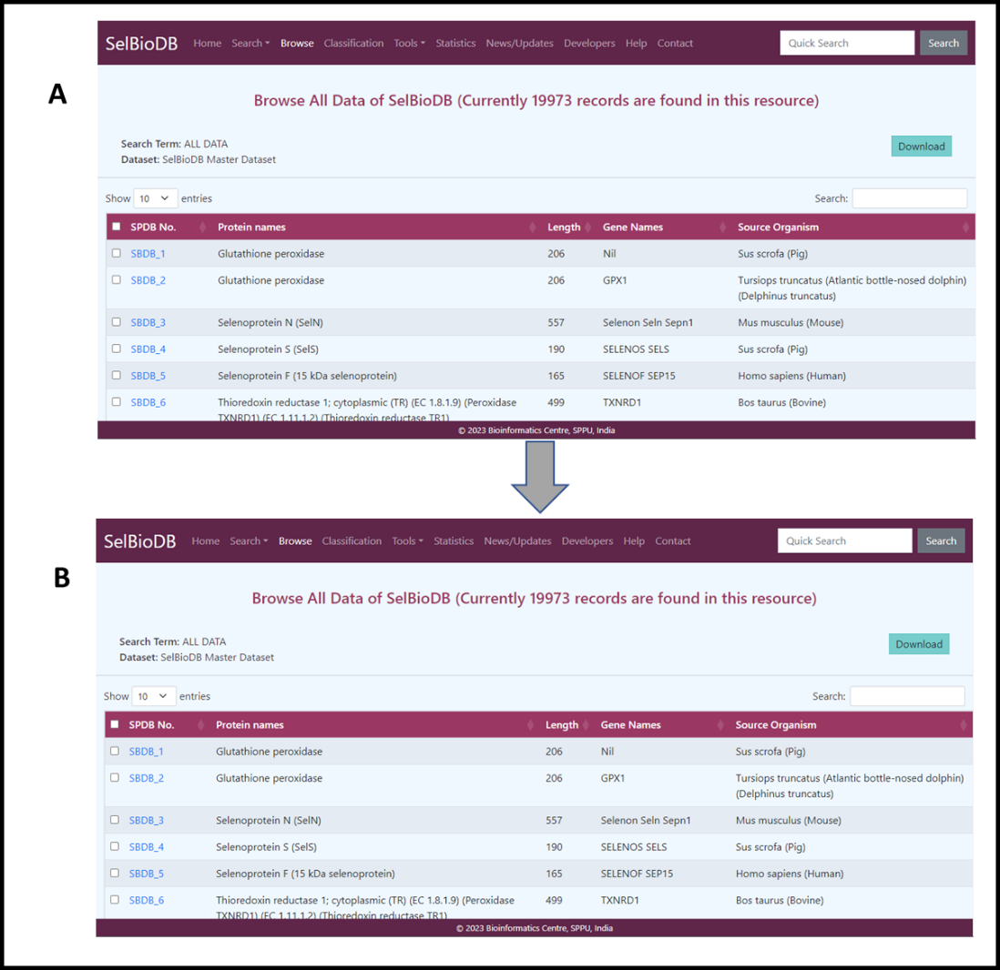 A
SelBioDB Home Search Browse Classification Tools Statistics News/Updates Developers Help Contact Quick Search Search
Browse All Data of SelBioDB (Currently 19973 records are found in this resource)
Search Term: ALL DATA
Download
Dataset: SelBioDB Master Dataset
Show 10 entries Search:
SPDB No. Protein names Length Gene Names Source Organism
SBDB_1 Glutathione peroxidase 206 Nil Sus scrofa (Pig)
SBDB_2 Glutathione peroxidase 206 GPX1 Tursiops truncatus (Atlantic bottle-nosed dolphin)
(Delphinus truncatus)
SBDB_3 Selenoprotein N (SelN) 557 Selenon Seln Sepn1 Mus musculus (Mouse)
SBDB_4 Selenoprotein S (SelS) 190 SELENOS SELS Sus scrofa (Pig)
SBDB_5 Selenoprotein F (15 kDa selenoprotein) 165 SELENOF SEP15 Homo sapiens (Human)
SBDB_6 Thioredoxin reductase 1; cytoplasmic (TR) (EC 1.8.1.9) (Peroxidase 499 TXNRD1 Bos taurus (Bovine)
TXNRD1) (EC 1.11.1.2) (Thioredoxin reductase TR1)
© 2023 Bioinformatics Centre, SPPU, India
B
SelBioDB Home Search Browse Classification Tools Statistics News/Updates Developers Help Contact Quick Search Search
Browse All Data of SelBioDB (Currently 19973 records are found in this resource)
Search Term: ALL DATA
Download
Dataset: SelBioDB Master Dataset
Show 10 entries Search:
SPDB No. Protein names Length Gene Names Source Organism
SBDB_1 Glutathione peroxidase 206 Nil Sus scrofa (Pig)
SBDB_2 Glutathione peroxidase 206 GPX1 Tursiops truncatus (Atlantic bottle-nosed dolphin)
(Delphinus truncatus)
SBDB_3 Selenoprotein N (SelN) 557 Selenon Seln Sepn1 Mus musculus (Mouse)
SBDB_4 Selenoprotein S (SelS) 190 SELENOS SELS Sus scrofa (Pig)
SBDB_5 Selenoprotein F (15 kDa selenoprotein) 165 SELENOF SEP15 Homo sapiens (Human)
SBDB_6 Thioredoxin reductase 1; cytoplasmic (TR) (EC 1.8.1.9) (Peroxidase 499 TXNRD1 Bos taurus (Bovine)
TXNRD1) (EC 1.11.1.2) (Thioredoxin reductase TR1)
© 2023 Bioinformatics Centre, SPPU, India